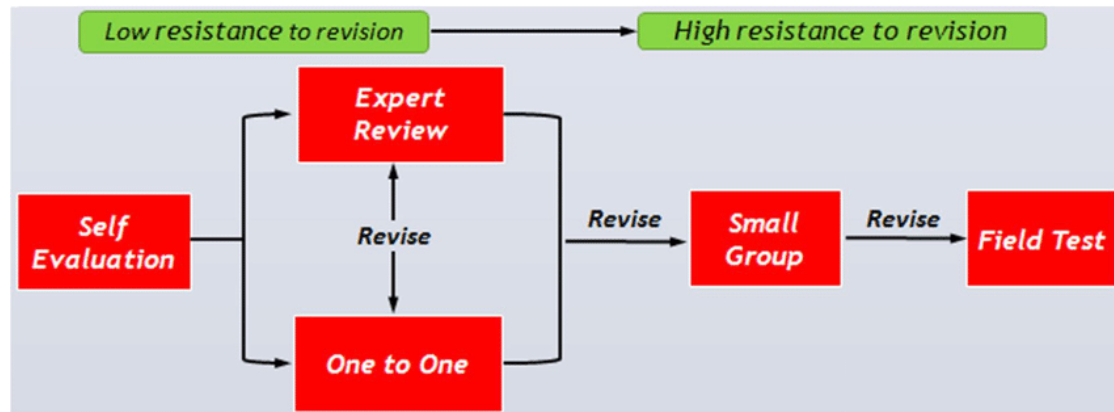 Low resistance to revision
High resistance to revision
Expert
Review
Self
Evaluation
Revise
One to One
Revise
Small
Group
Revise
Field Test